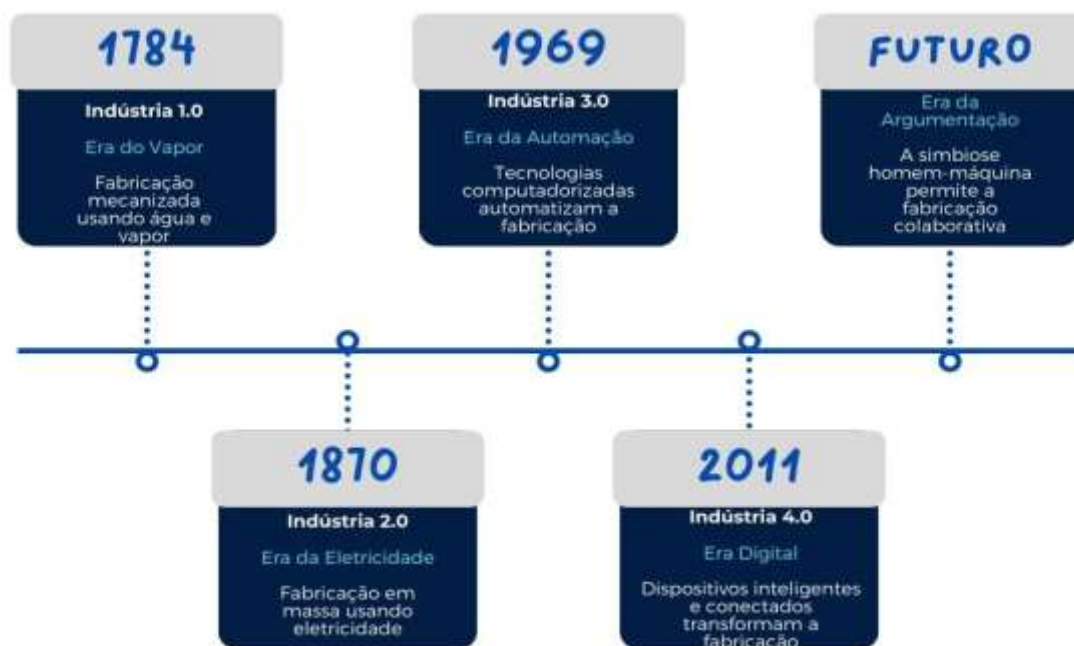 1784
Indústria 1.0
Era do Vapor
Fabricação
mecanizada
usando água e
vapor
1870
Indústria 2.0
Era da Eletricidade
Fabricação em
massa usando
eletricidade
1969
Indústria 3.0
Era da Automação
Tecnologias
computadorizadas
automatizam a
fabricação
2011
Indústria 4.0
Era Digital
Dispositivos inteligentes
e conectados
transformam a
fabricação
FUTURO
Era da
Argumentação
A simbiose
homem-máquina
permite a
fabricação
colaborativa